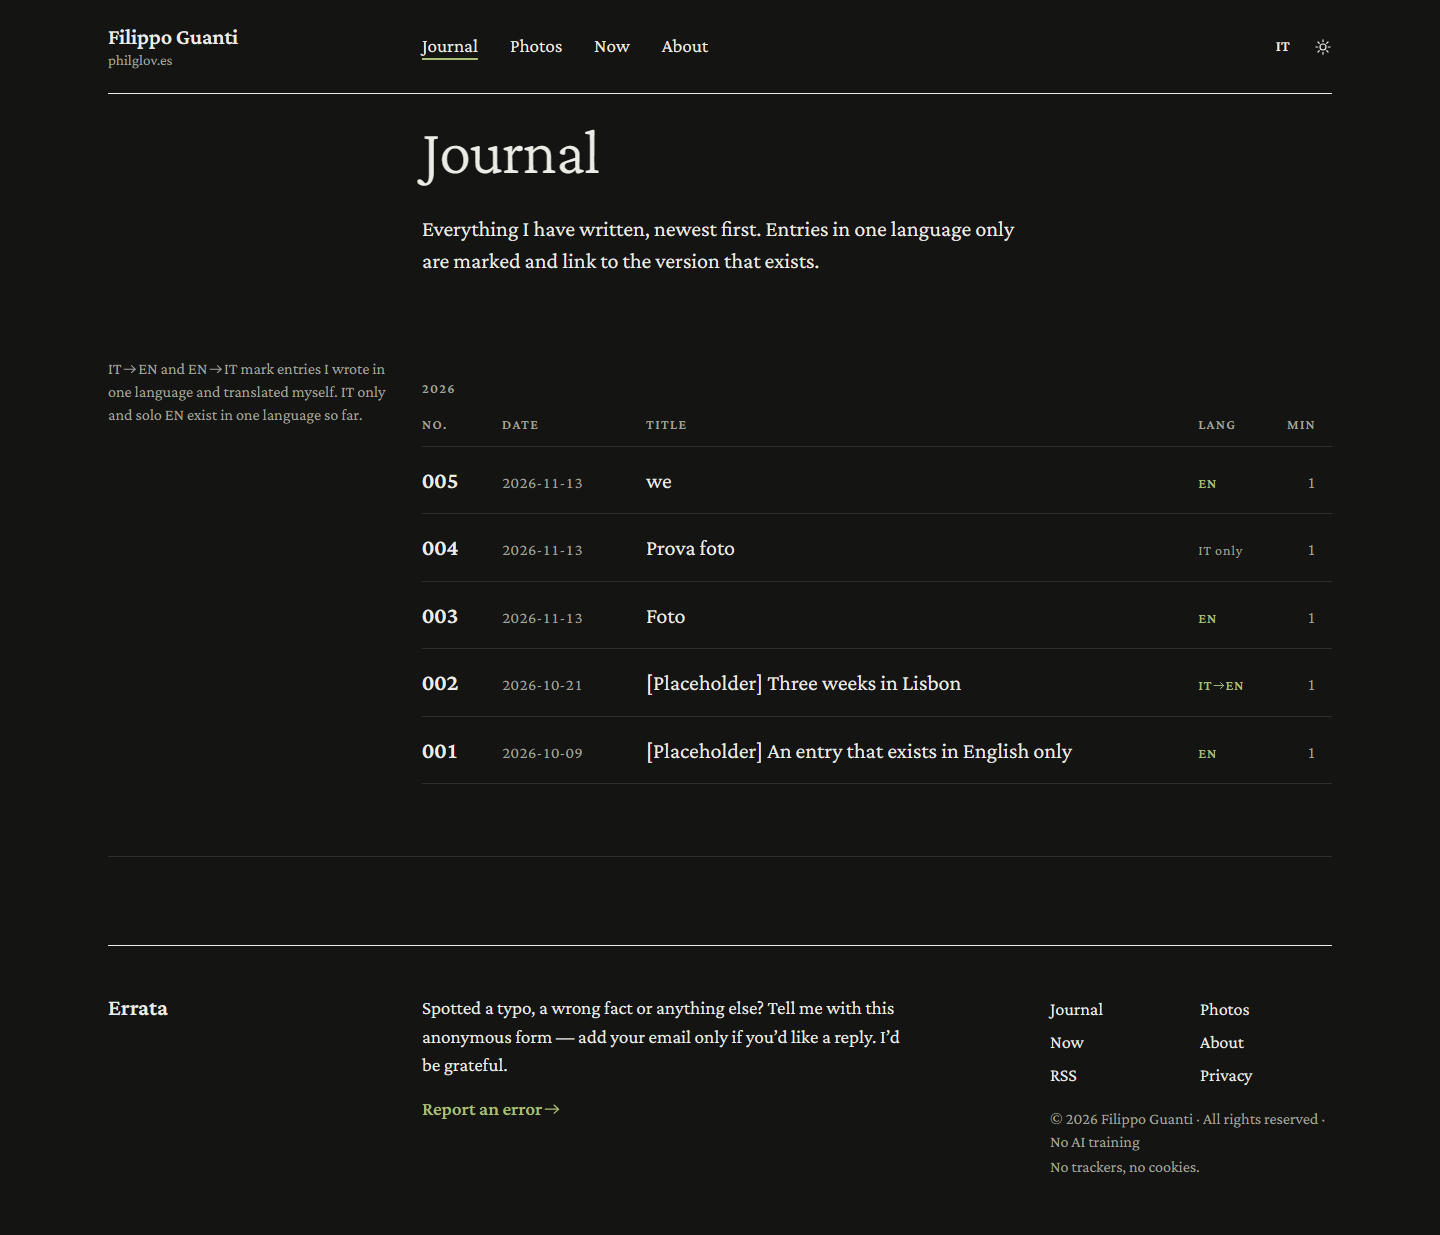 Filippo Guanti
philglov.es
Journal Photos Now About
IT
Journal
Everything I have written, newest first. Entries in one language only
are marked and link to the version that exists.
IT→EN and EN→IT mark entries I wrote in
one language and translated myself. IT only
and solo EN exist in one language so far.
2026
NO. DATE TITLE LANG MIN
005 2026-11-13 we EN 1
004 2026-11-13 Prova foto IT only 1
003 2026-11-13 Foto EN 1
002 2026-10-21 [Placeholder] Three weeks in Lisbon IT→EN 1
001 2026-10-09 [Placeholder] An entry that exists in English only EN 1
Errata
Spotted a typo, a wrong fact or anything else? Tell me with this
anonymous form — add your email only if you’d like a reply. I’d
be grateful.
Report an error→
Journal Photos
Now About
RSS Privacy
© 2026 Filippo Guanti · All rights reserved ·
No AI training
No trackers, no cookies.